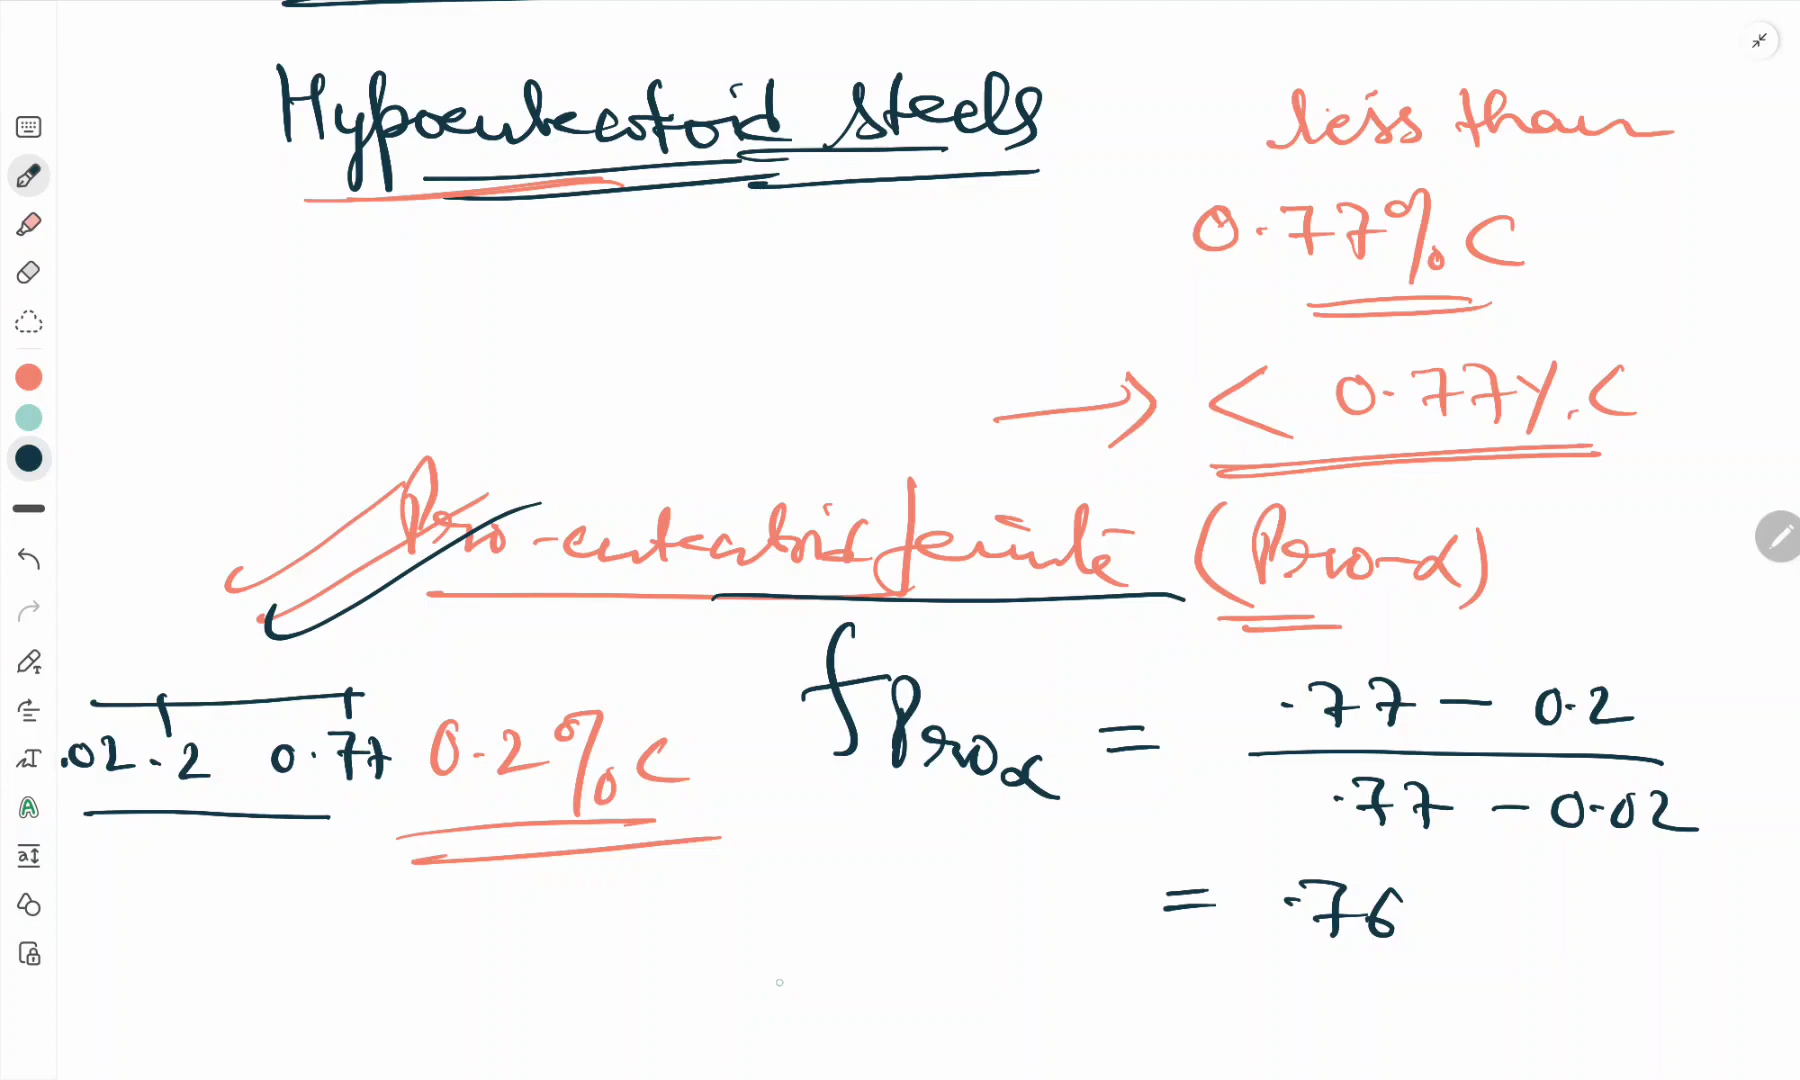 Hypoeutectoid steels
less than
0.77% C
→ < 0.77%.C
Pro-eutectoid ferrite (Pro-α)
.02 .2 0.77
0.2% C
f Pro α = .77 - 0.2
.77 - 0.02
= .76